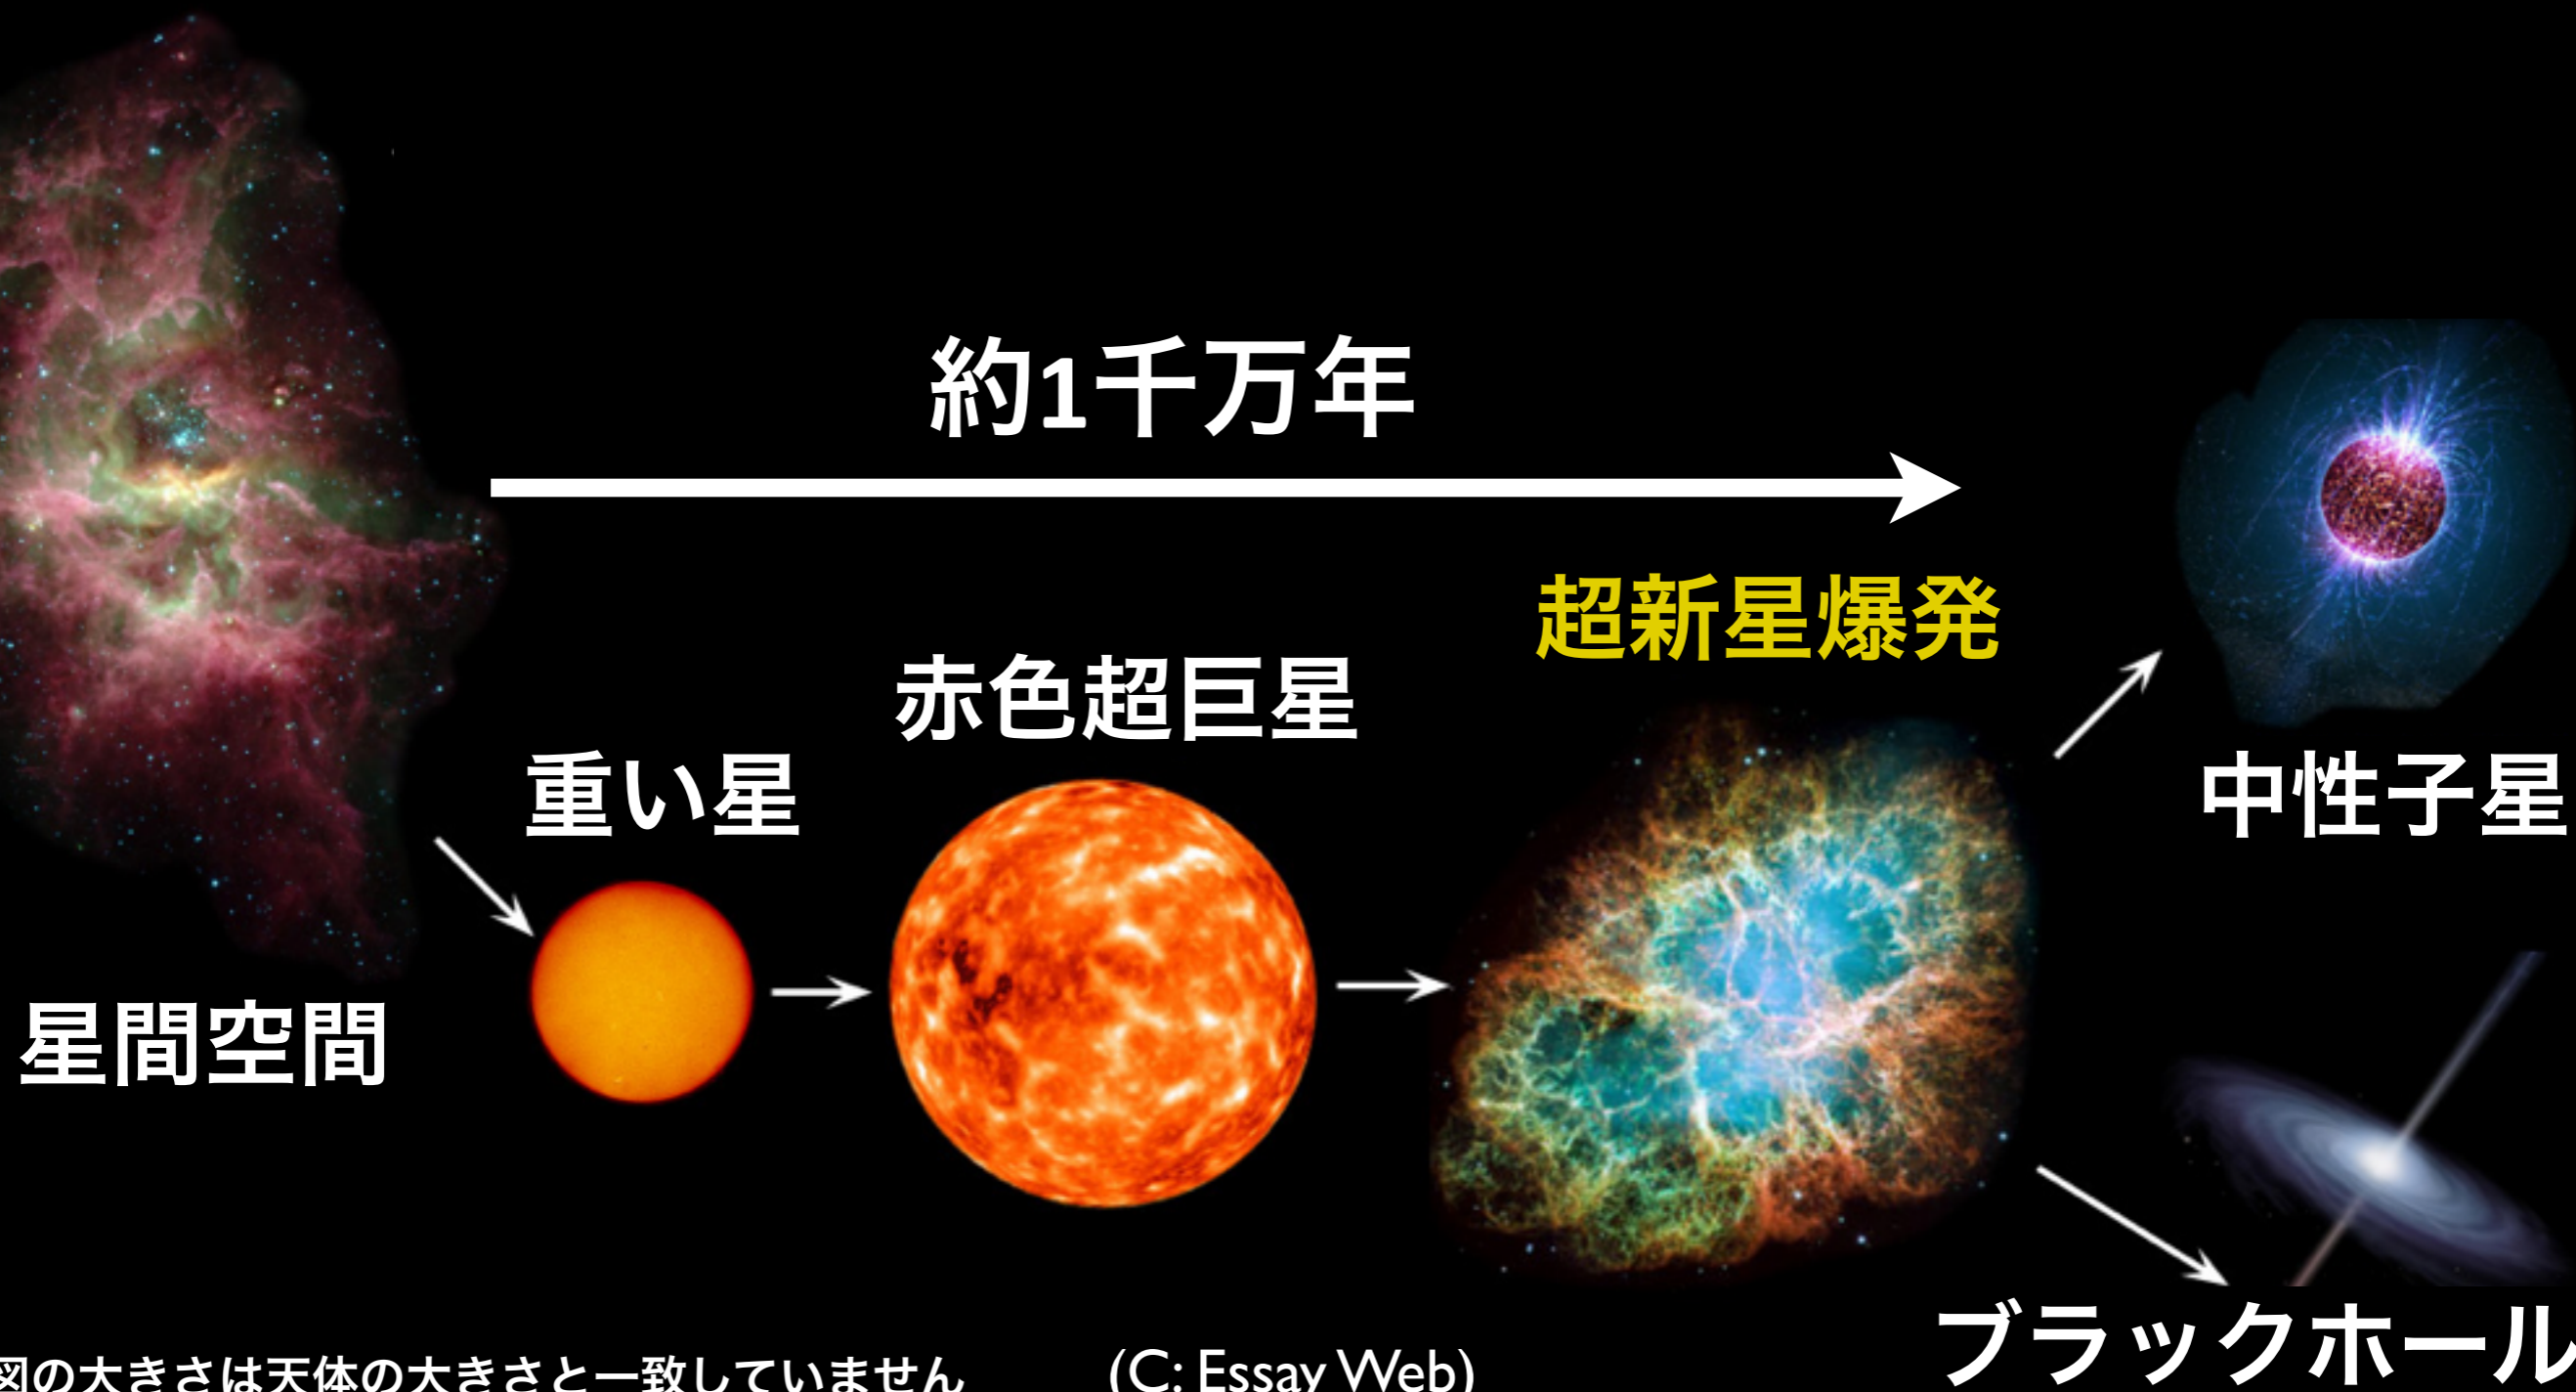 約1千万年
超新星爆発
赤色超巨星
重い星
中性子星
星間空間
ブラックホール
図の大きさは天体の大きさと一致していません
(C: Essay Web)